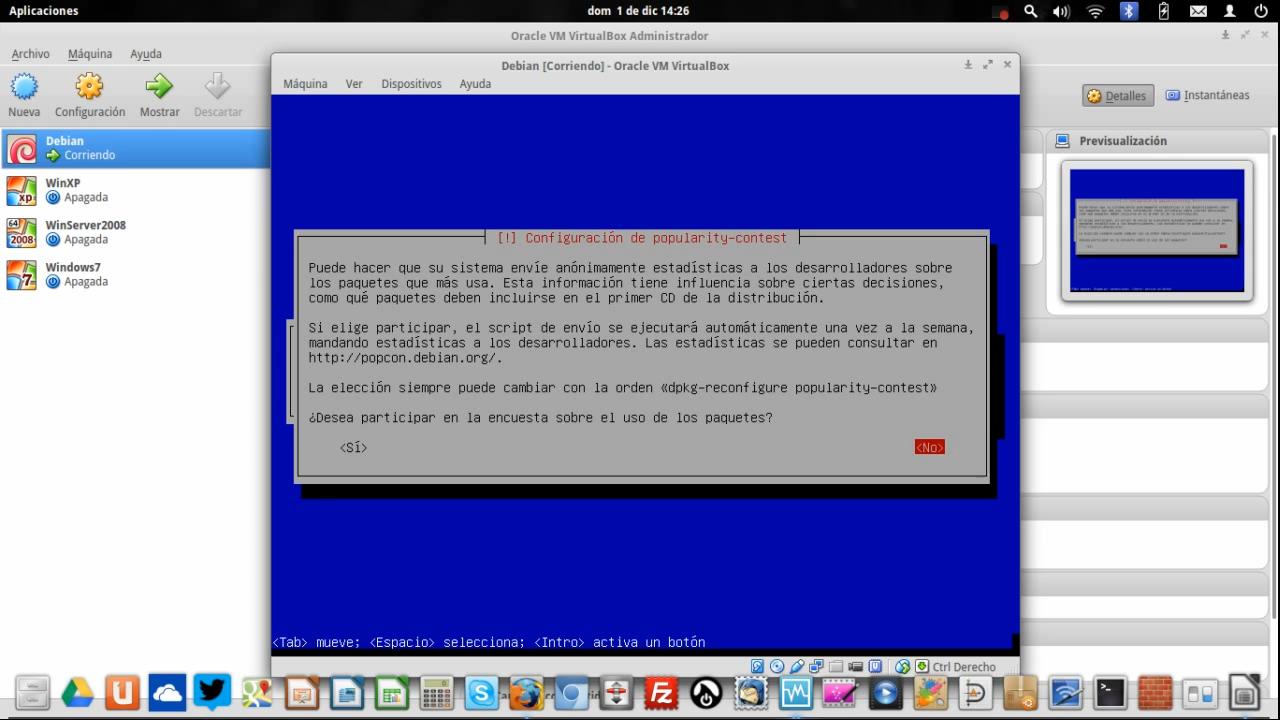 Aplicaciones
dom 1 de dic 14:26
Oracle VM VirtualBox Administrador
Archivo Máquina Ayuda
Nueva Configuración Mostrar Descartar
Detalles Instantáneas
Debian
Corriendo
WinXP
Apagada
WinServer2008
Apagada
Windows7
Apagada
Previsualización
Debian [Corriendo] - Oracle VM VirtualBox
Máquina Ver Dispositivos Ayuda
[!] Configuración de popularity-contest
Puede hacer que su sistema envíe anónimamente estadísticas a los desarrolladores sobre
los paquetes que más usa. Esta información tiene influencia sobre ciertas decisiones,
como qué paquetes deben incluirse en el primer CD de la distribución.
Si elige participar, el script de envío se ejecutará automáticamente una vez a la semana,
mandando estadísticas a los desarrolladores. Las estadísticas se pueden consultar en
http://popcon.debian.org/.
La elección siempre puede cambiar con la orden «dpkg-reconfigure popularity-contest»
¿Desea participar en la encuesta sobre el uso de los paquetes?
<Sí> <No>
<Tab> mueve; <Espacio> selecciona; <Intro> activa un botón
Ctrl Derecho